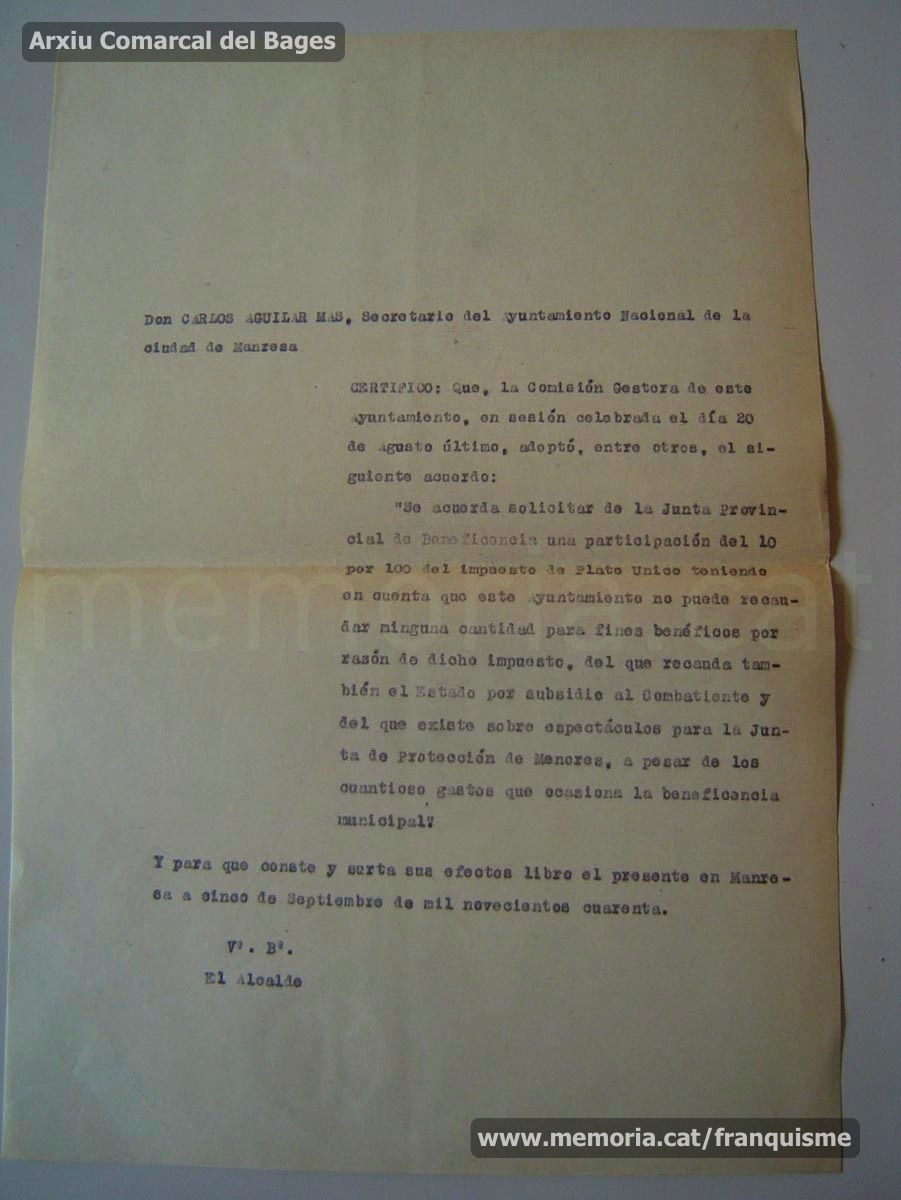 Arxiu Comarcal del Bages
Don CARLOS AGUILAR MAS, Secretario del Ayuntamiento Nacional de la
ciudad de Manresa
CERTIFICO: Que, la Comisión Gestora de este
Ayuntamiento, en sesión celebrada el día 20
de Agusto último, adoptó, entre otros, el si-
guiente acuerdo:
"Se acuerda solicitar de la Junta Provin-
cial de Beneficencia una participación del 10
por 100 del impuesto de Plato Unico teniendo
en cuenta que este Ayuntamiento no puede recau-
dar ninguna cantidad para fines benéficos por
razón de dicho impuesto, del que recauda tam-
bién el Estado por subsidio al Combatiente y
del que existe sobre espectáculos para la Jun-
ta de Protección de Menores, a pesar de los
cuantioso gastos que ocasiona la beneficencia
municipal"
Y para que conste y surta sus efectos libro el presente en Manre-
sa a cinco de Septiembre de mil novecientos cuarenta.
Vº. Bº.
El Alcalde
memoria.cat
www.memoria.cat/franquisme